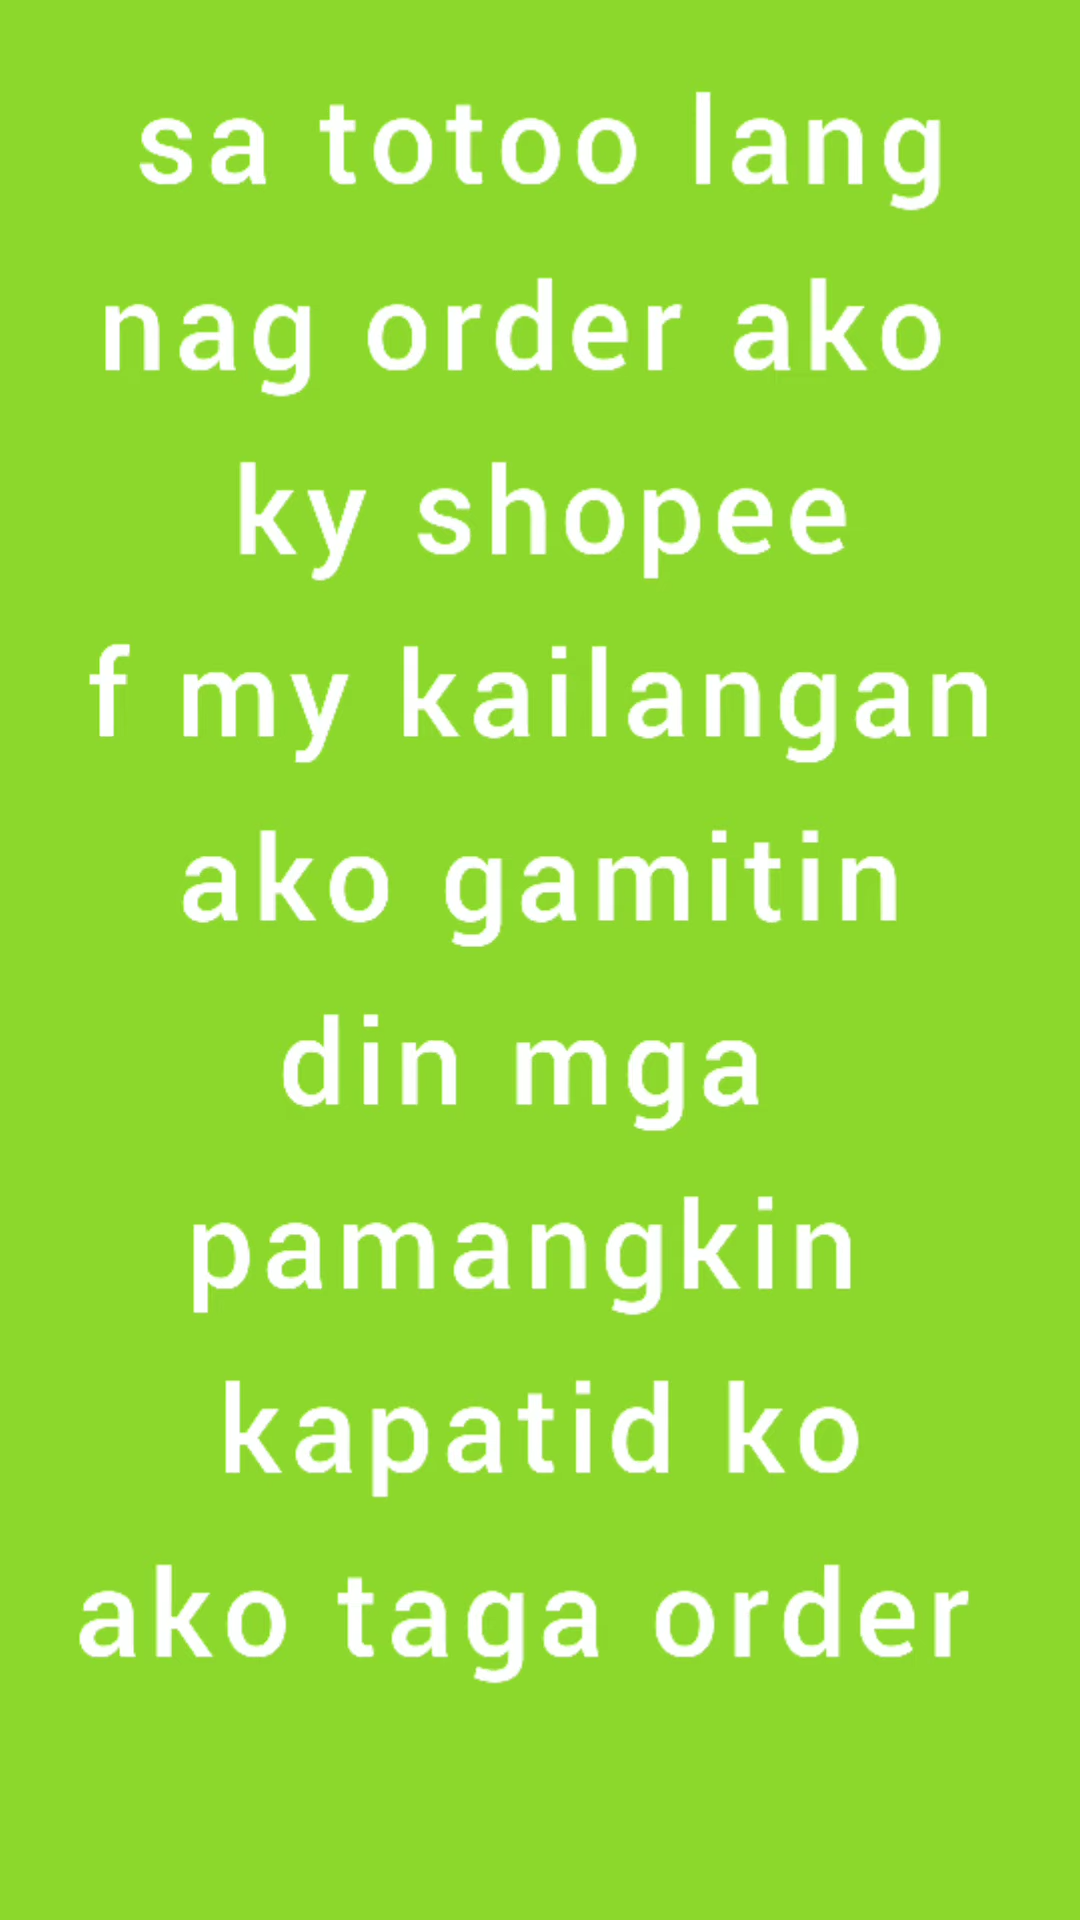 sa totoo lang
nag order ako
ky shopee
f my kailangan
ako gamitin
din mga
pamangkin
kapatid ko
ako taga order